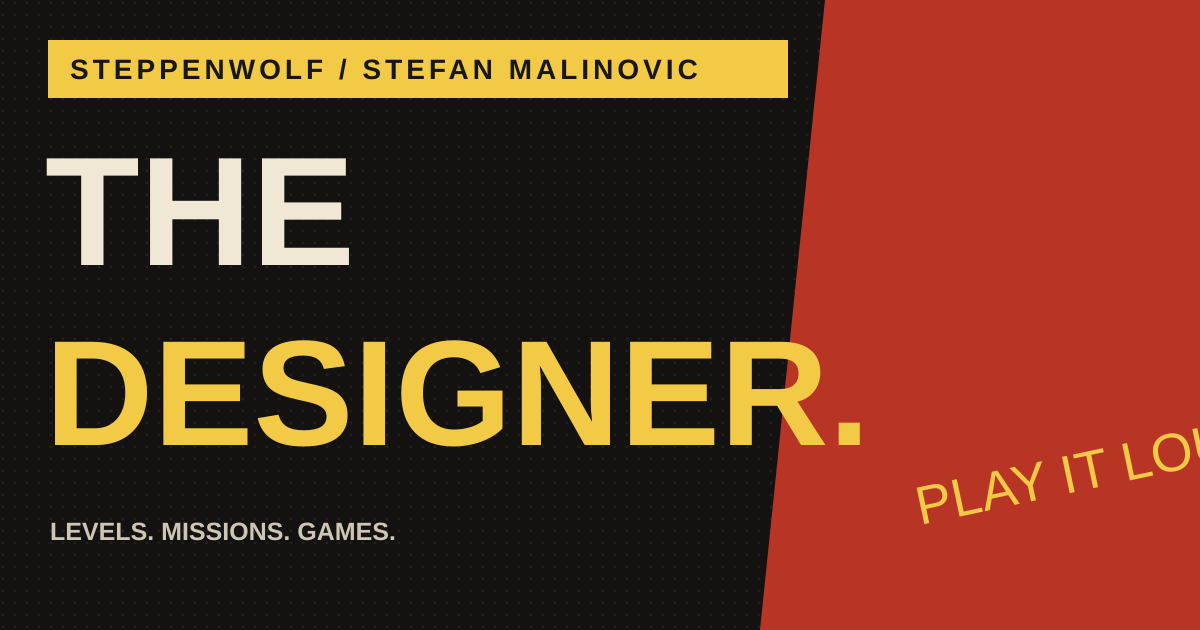 STEPPENWOLF / STEFAN MALINOVIC
THE
DESIGNER.
PLAY IT
LEVELS. MISSIONS. GAMES.